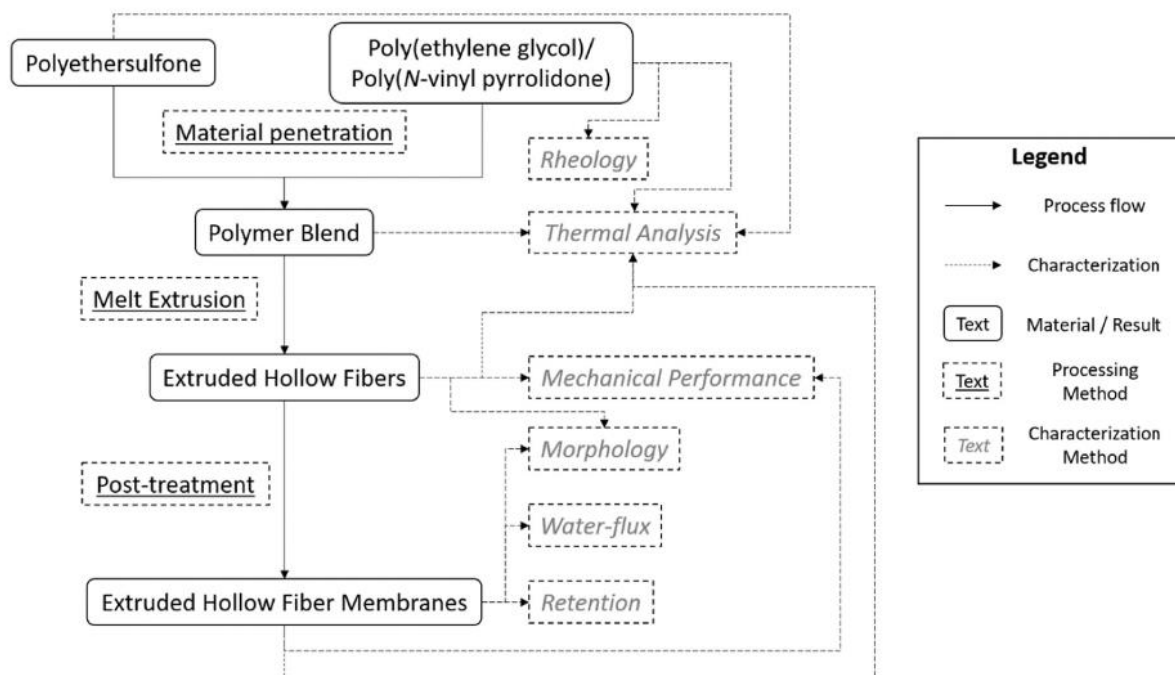 Polyethersulfone
Poly(ethylene glycol)/
Poly(N-vinyl pyrrolidone)
Material penetration
Rheology
Polymer Blend
Thermal Analysis
Melt Extrusion
Extruded Hollow Fibers
Mechanical Performance
Morphology
Post-treatment
Water-flux
Extruded Hollow Fiber Membranes
Retention
Legend
Process flow
Characterization
Text
Material / Result
Text
Processing
Method
Text
Characterization
Method